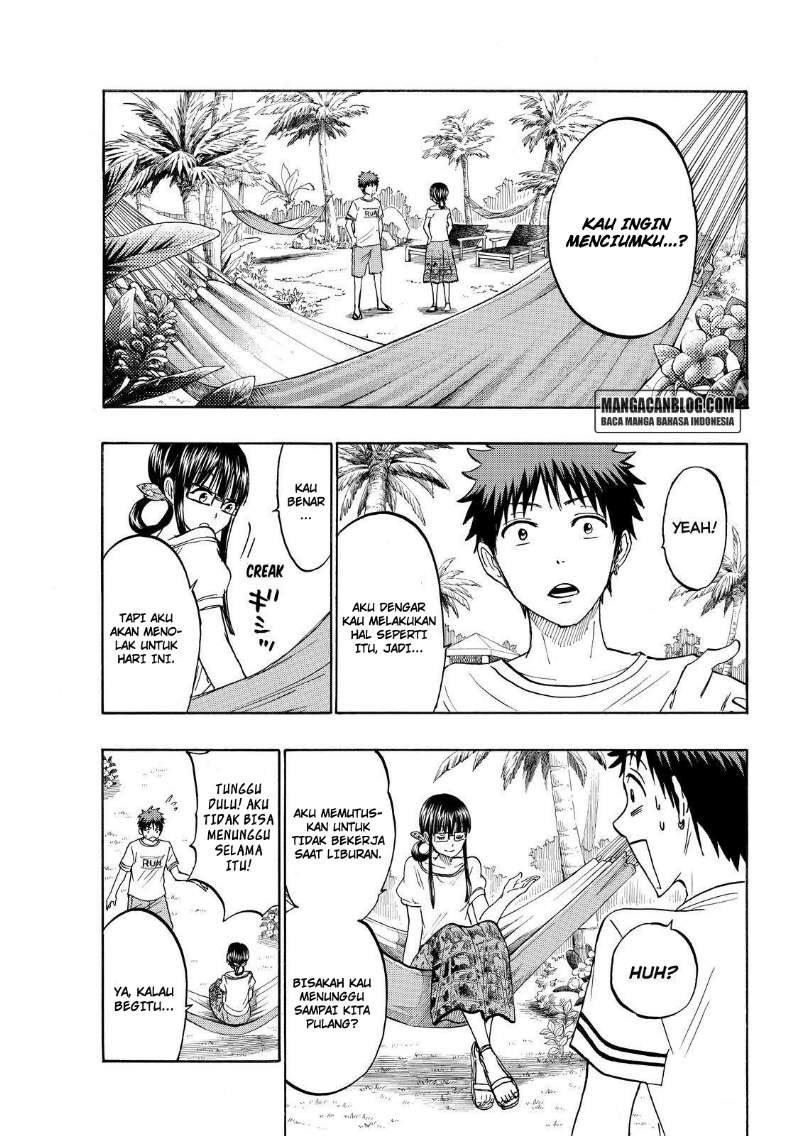 KAU INGIN
MENCIUMKU...?
RUN
MANGACANBLOG.COM
BACA MANGA BAHASA INDONESIA
YEAH!
AKU DENGAR
KAU MELAKUKAN
HAL SEPERTI
ITU, JADI...
KAU
BENAR
...
CREAK
ギシ...
TAPI AKU
AKAN MENO-
LAK UNTUK
HARI INI.
HUH?
AKU MEMUTUS-
KAN UNTUK
TIDAK BEKERJA
SAAT LIBURAN.
BISAKAH KAU
MENUNGGU
SAMPAI KITA
PULANG?
TUNGGU
DULU! AKU
TIDAK BISA
MENUNGGU
SELAMA
ITU!
RUN
YA, KALAU
BEGITU...